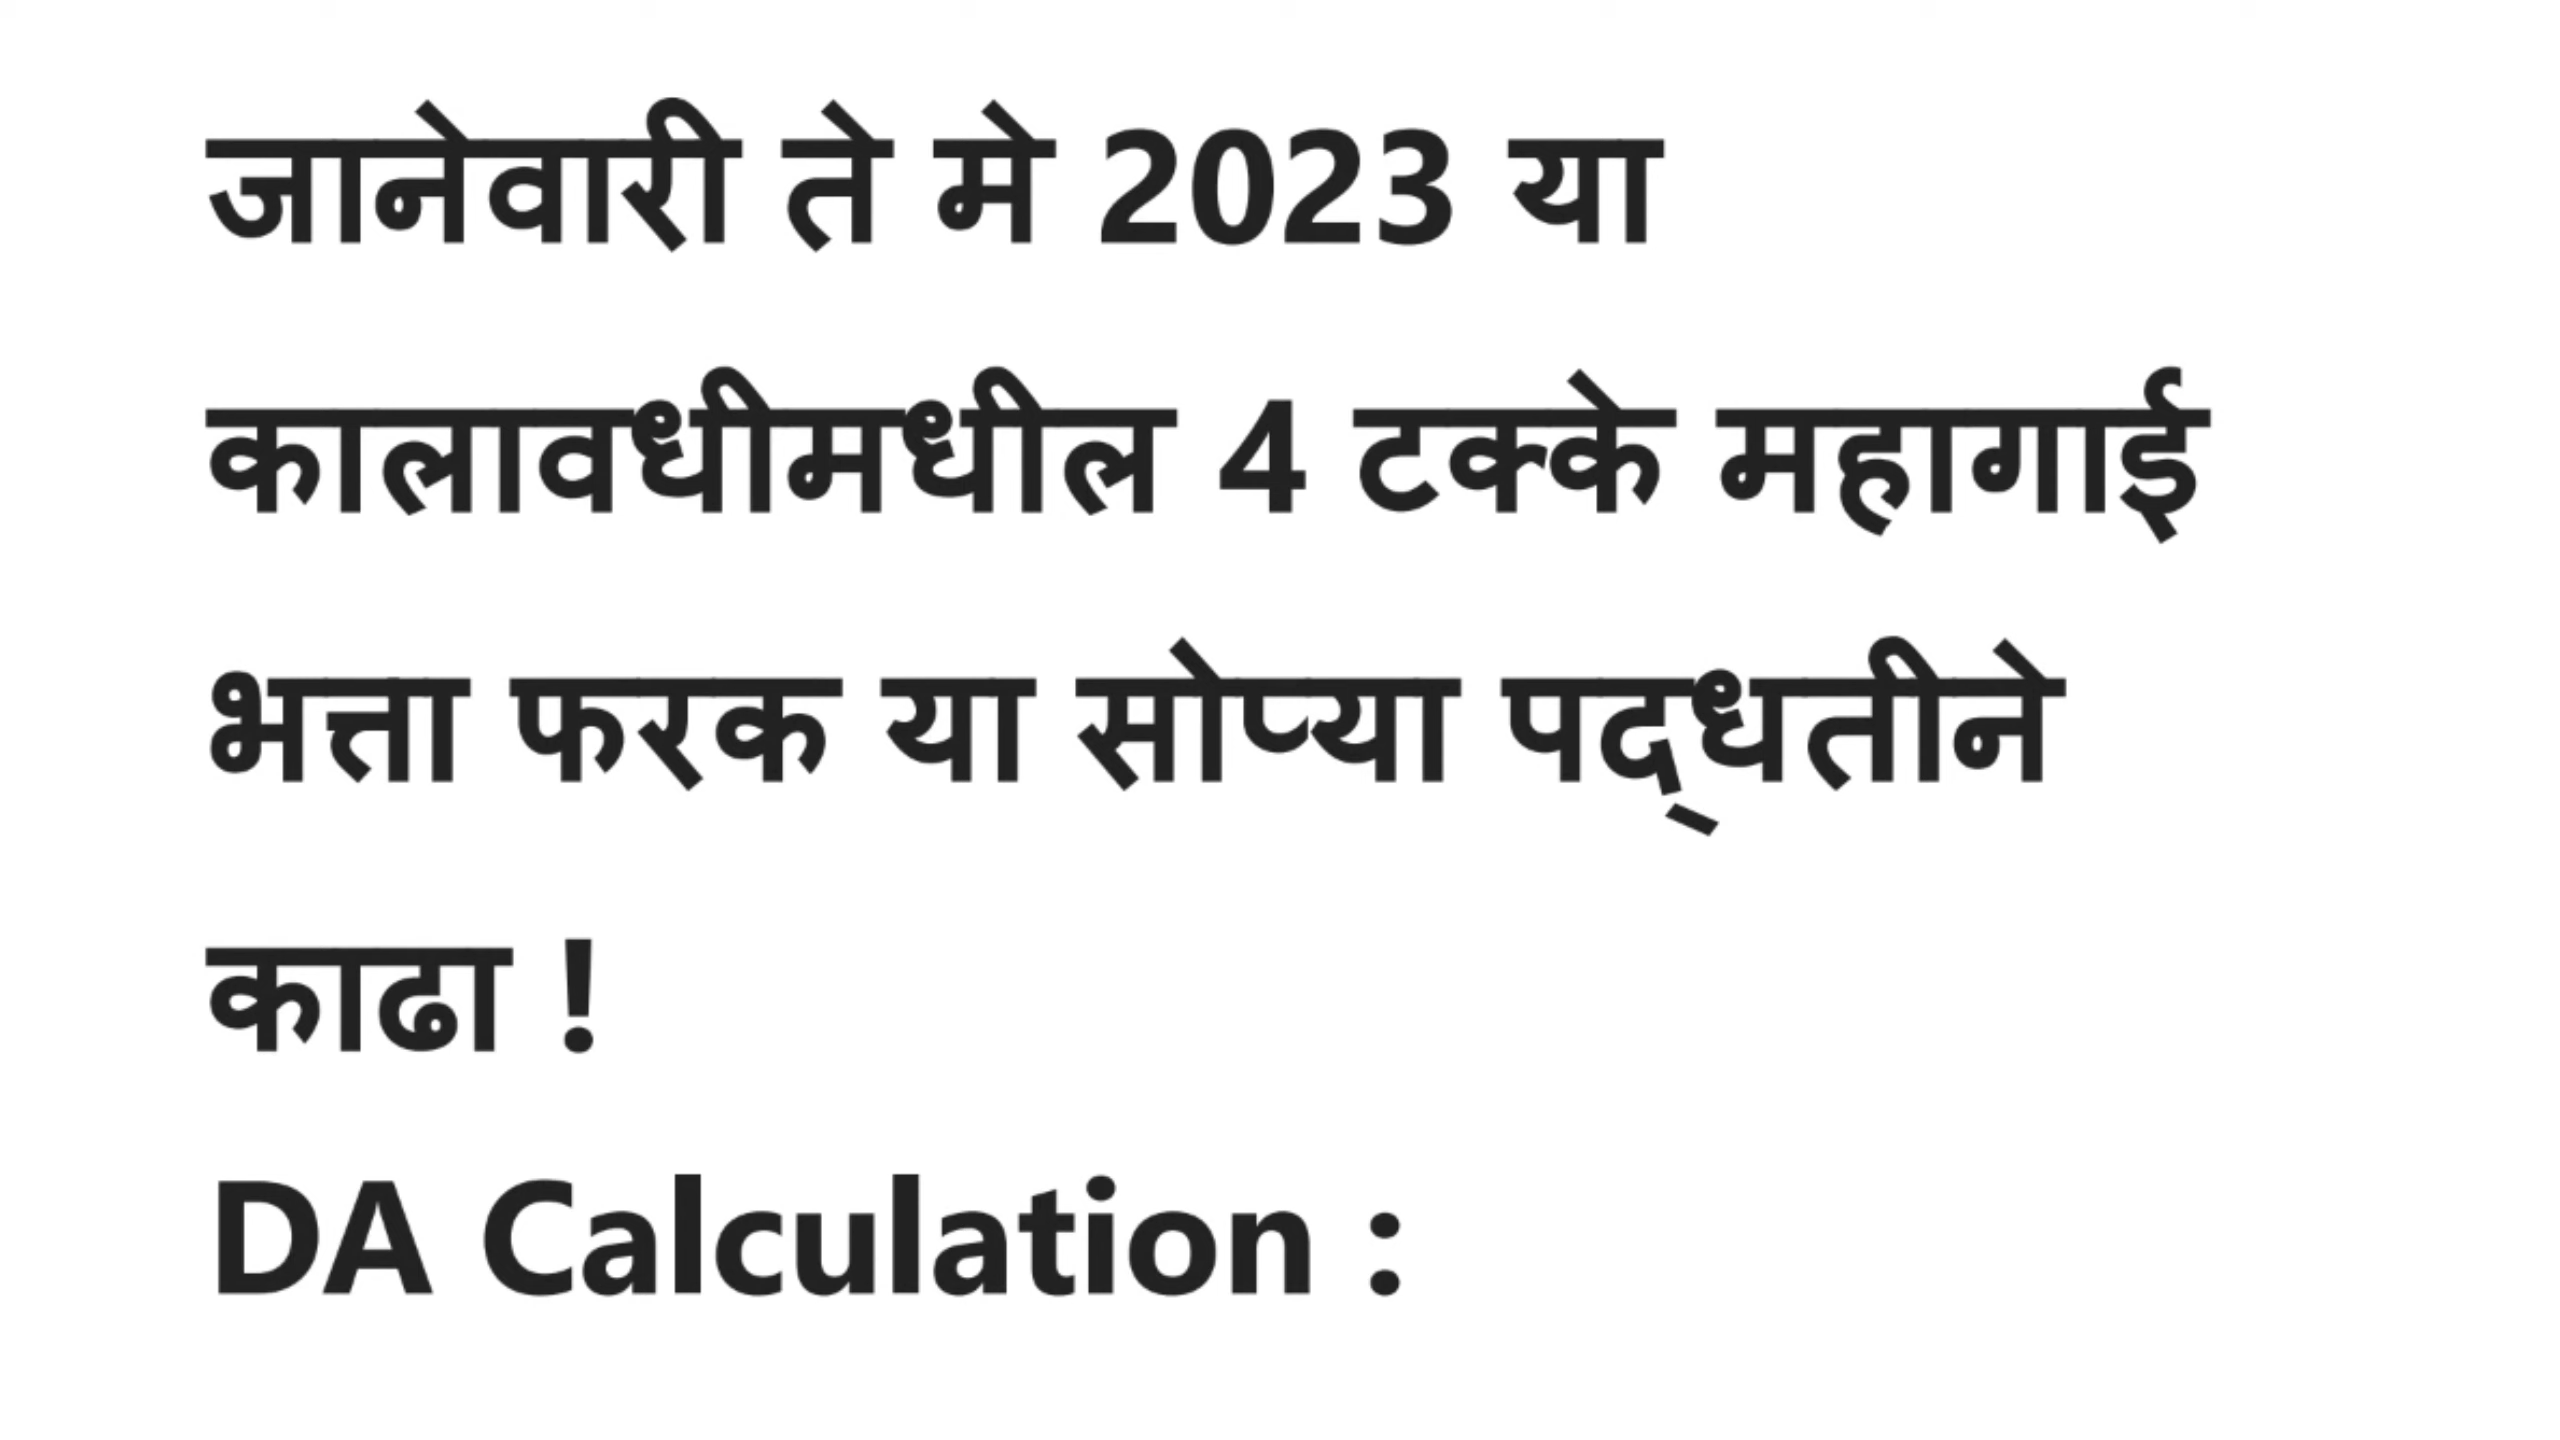 जानेवारी ते मे 2023 या
कालावधीमधील 4 टक्के महागाई
भत्ता फरक या सोप्या पद्‌धतीने
काढा !
DA Calculation :